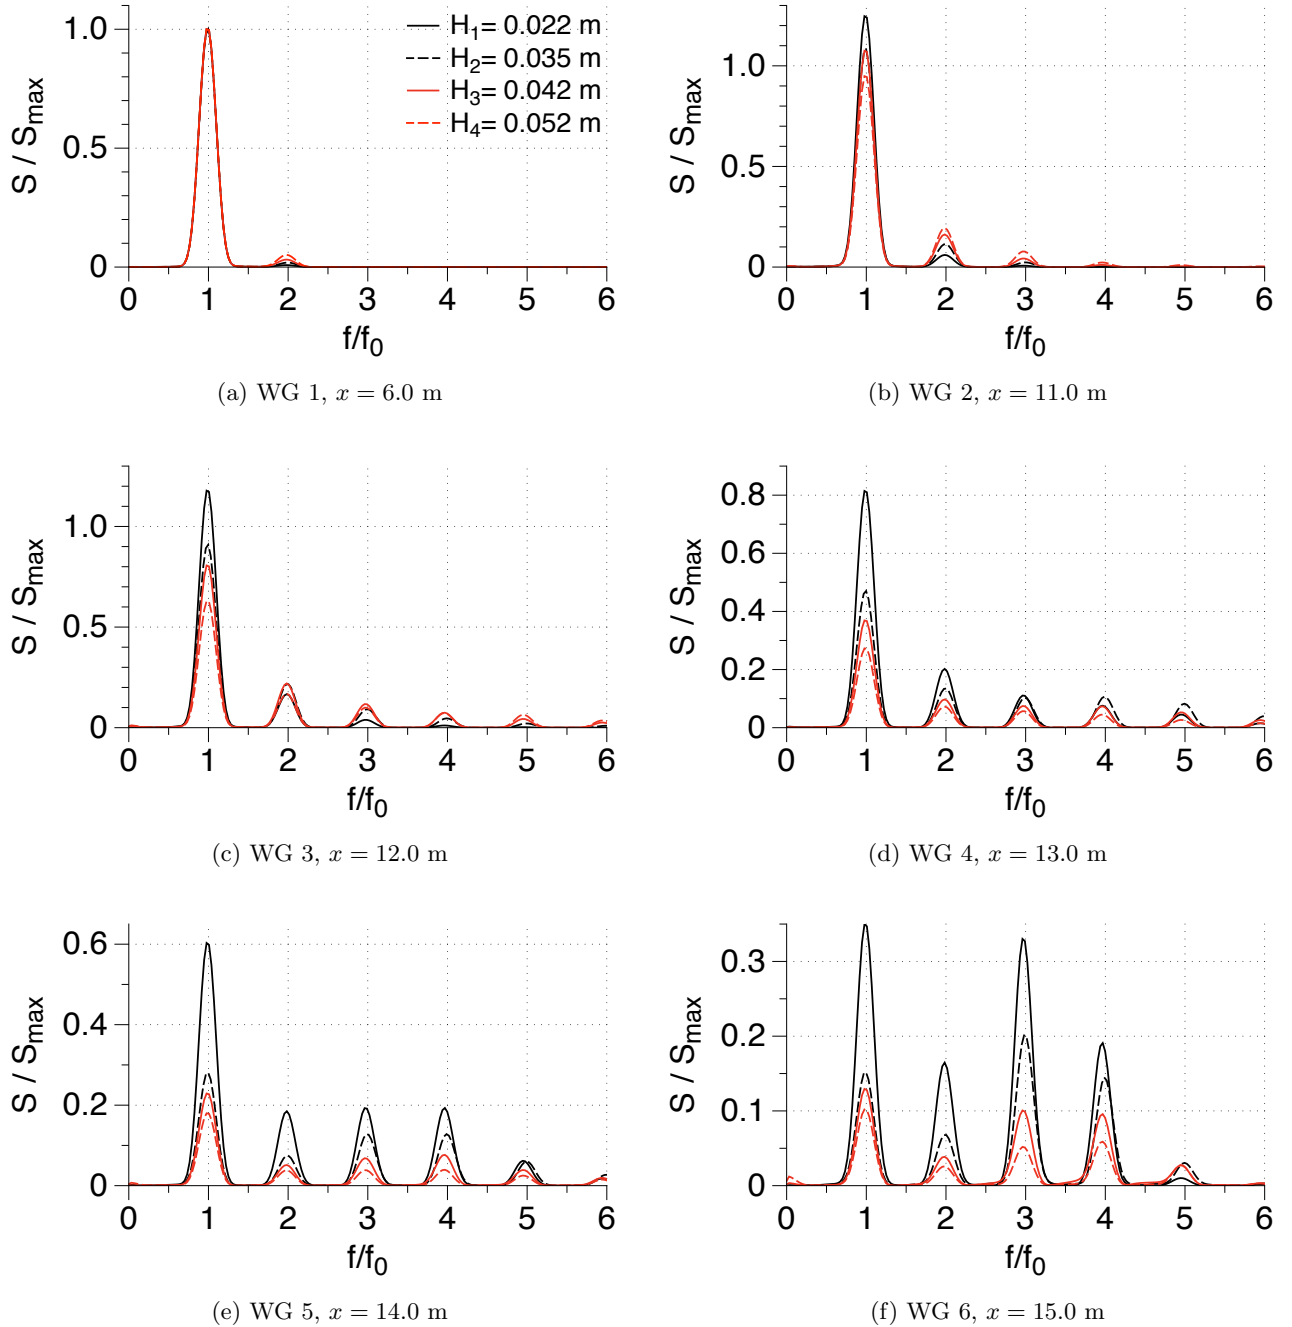 S / Smax
1.0
0.5
0
H1= 0.022 m
H2= 0.035 m
H3= 0.042 m
H4= 0.052 m
0 1 2 3 4 5 6
f/f0
(a) WG 1, x = 6.0 m
S / Smax
1.0
0.5
0
0 1 2 3 4 5 6
f/f0
(b) WG 2, x = 11.0 m
S / Smax
1.0
0.5
0
0 1 2 3 4 5 6
f/f0
(c) WG 3, x = 12.0 m
S / Smax
0.8
0.6
0.4
0.2
0
0 1 2 3 4 5 6
f/f0
(d) WG 4, x = 13.0 m
S / Smax
0.6
0.4
0.2
0
0 1 2 3 4 5 6
f/f0
(e) WG 5, x = 14.0 m
S / Smax
0.3
0.2
0.1
0
0 1 2 3 4 5 6
f/f0
(f) WG 6, x = 15.0 m